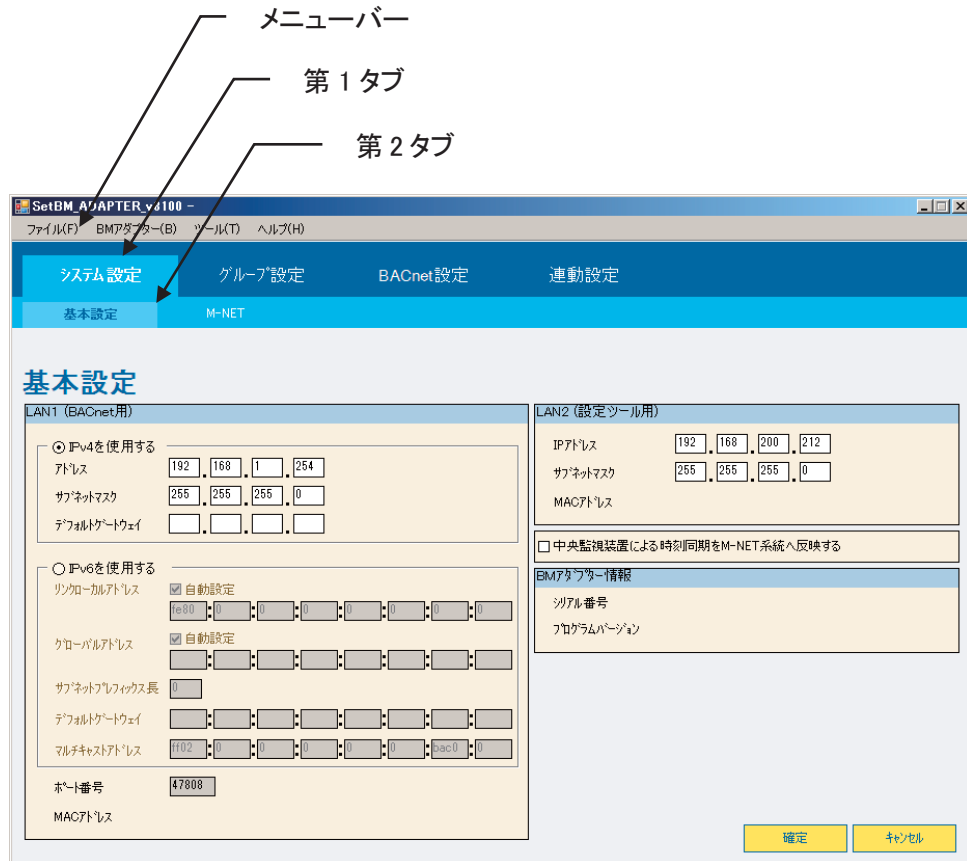 メニューバー
第 1 タブ
第 2 タブ
SetBM_ADAPTER_v3100 -
ファイル(F) BMアダプター(B) ツール(T) ヘルプ(H)
システム設定 グループ設定 BACnet設定 連動設定
基本設定 M-NET
基本設定
LAN1 (BACnet用)
IPv4を使用する
アドレス 192 . 168 . 1 . 254
サブネットマスク 255 . 255 . 255 . 0
デフォルトゲートウェイ . . .
IPv6を使用する
リンクローカルアドレス 自動設定
fe80 : 0 : 0 : 0 : 0 : 0 : 0 : 0
グローバルアドレス 自動設定
: : : : : : :
サブネットプレフィックス長 0
デフォルトゲートウェイ : : : : : : :
マルチキャストアドレス ff02 : 0 : 0 : 0 : 0 : 0 : bac0 : 0
ポート番号 47808
MACアドレス
LAN2 (設定ツール用)
IPアドレス 192 . 168 . 200 . 212
サブネットマスク 255 . 255 . 255 . 0
MACアドレス
中央監視装置による時刻同期をM-NET系統へ反映する
BMアダプター情報
シリアル番号
プログラムバージョン
確定 キャンセル